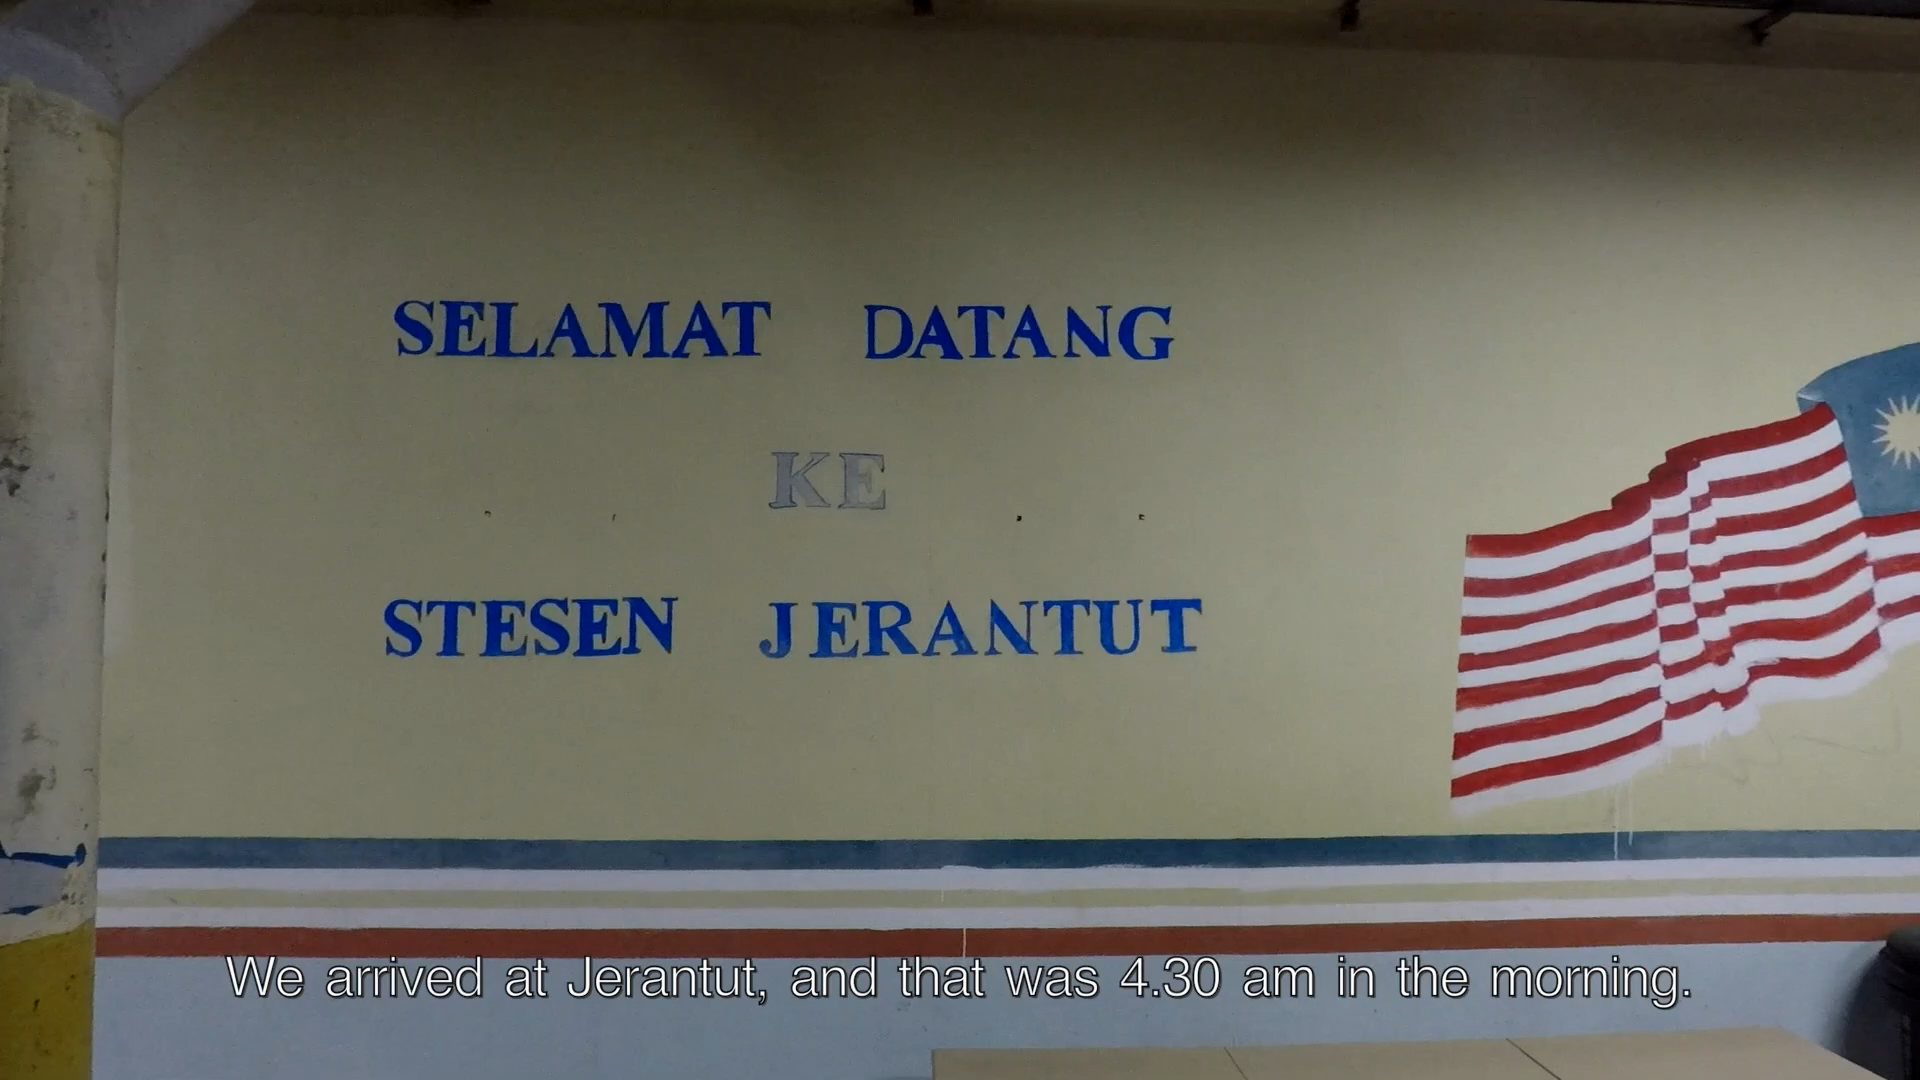 SELAMAT DATANG
KE
STESEN JERANTUT
We arrived at Jerantut, and that was 4.30 am in the morning.